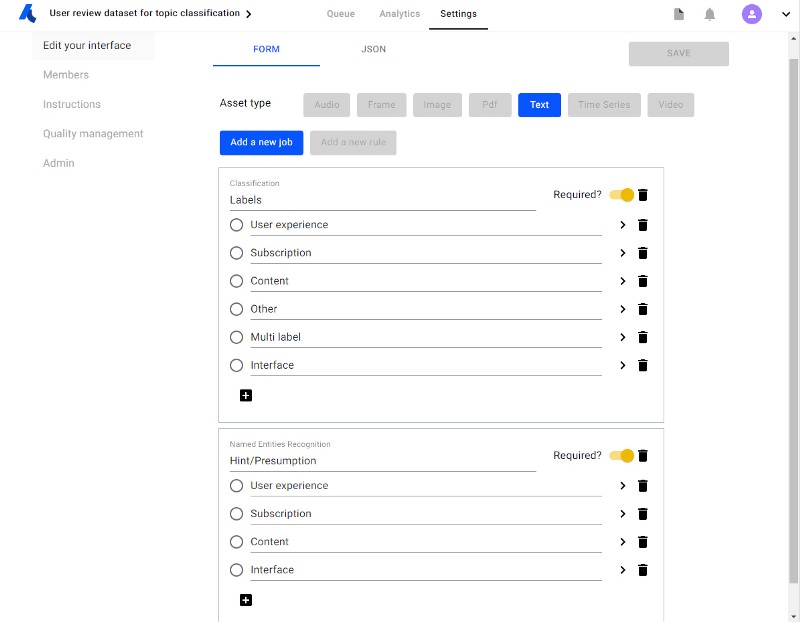 User review dataset for topic classification
Queue Analytics Settings
Edit your interface
Members
Instructions
Quality management
Admin
FORM JSON
SAVE
Asset type Audio Frame Image Pdf Text Time Series Video
Add a new job Add a new rule
Classification
Labels
Required?
User experience
Subscription
Content
Other
Multi label
Interface
Named Entities Recognition
Hint/Presumption
Required?
User experience
Subscription
Content
Interface